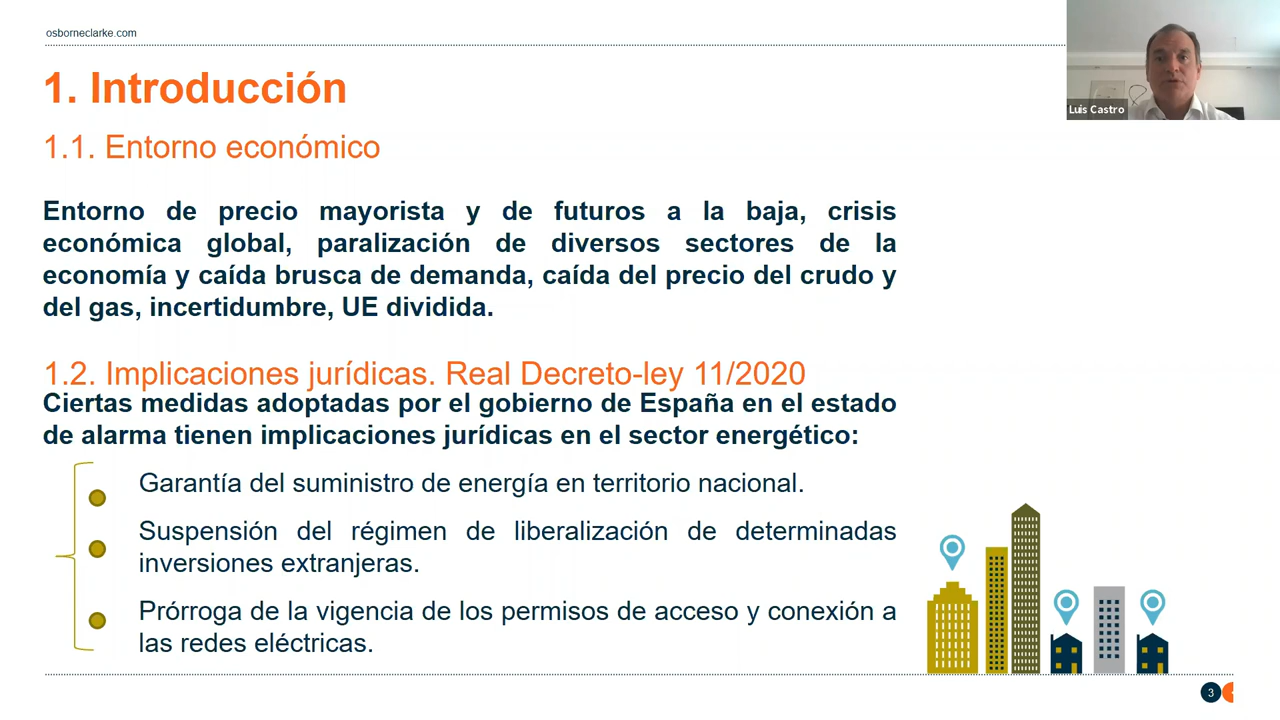 osborneclarke.com
1. Introducción
1.1. Entorno económico
Entorno de precio mayorista y de futuros a la baja, crisis
económica global, paralización de diversos sectores de la
economía y caída brusca de demanda, caída del precio del crudo y
del gas, incertidumbre, UE dividida.
1.2. Implicaciones jurídicas. Real Decreto-ley 11/2020
Ciertas medidas adoptadas por el gobierno de España en el estado
de alarma tienen implicaciones jurídicas en el sector energético:
Garantía del suministro de energía en territorio nacional.
Suspensión del régimen de liberalización de determinadas
inversiones extranjeras.
Prórroga de la vigencia de los permisos de acceso y conexión a
las redes eléctricas.
Luis Castro
3